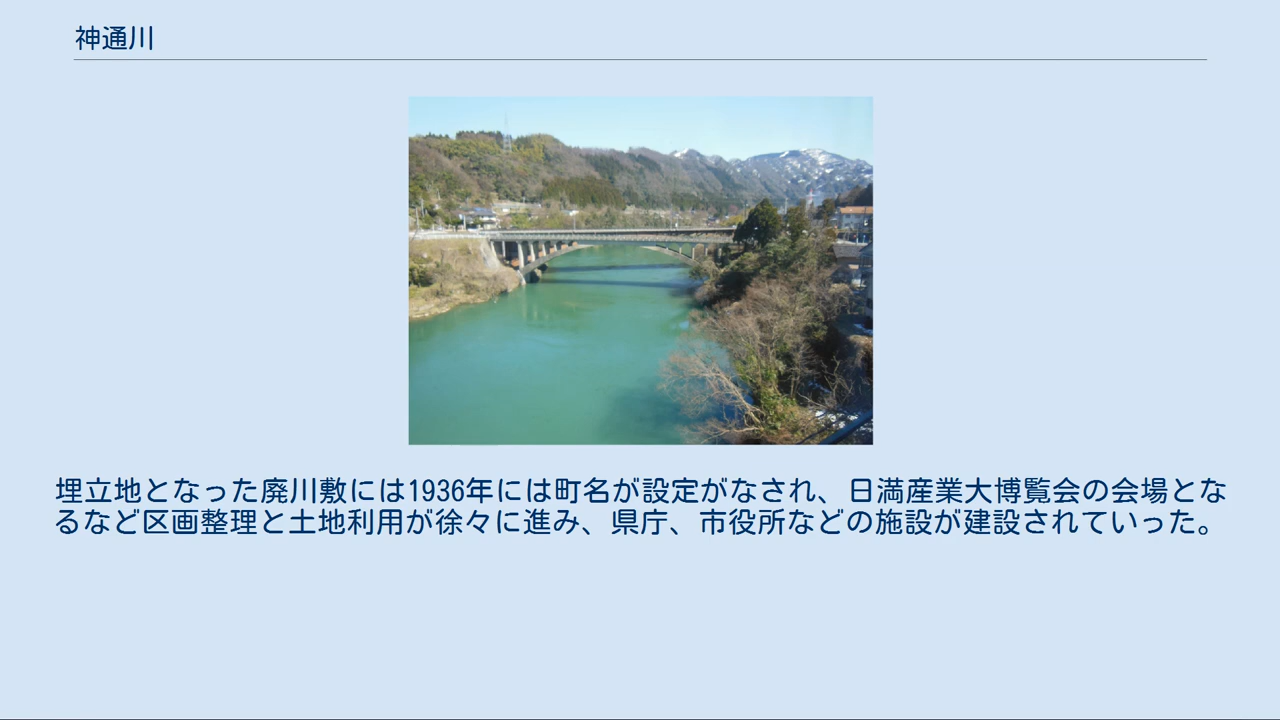 神通川
埋立地となった廃川敷には1936年には町名が設定がなされ、日満産業大博覧会の会場とな
るなど区画整理と土地利用が徐々に進み、県庁、市役所などの施設が建設されていった。